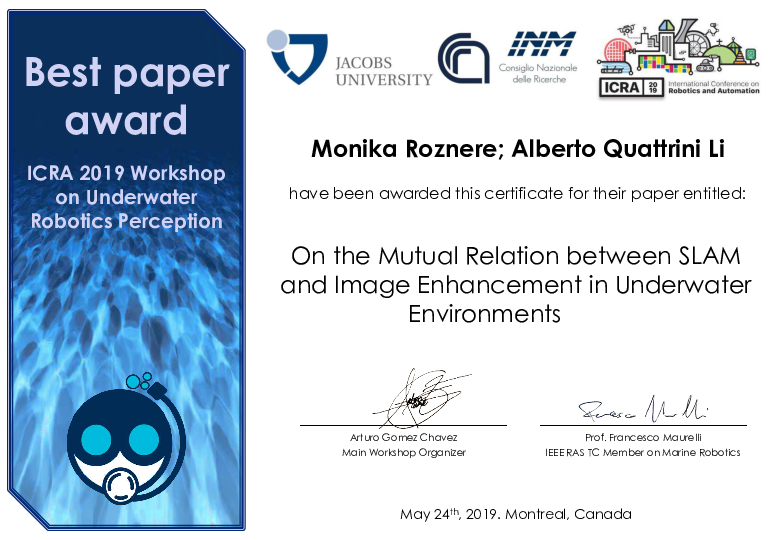 Best paper
award
ICRA 2019 Workshop
on Underwater
Robotics Perception
JACOBS
UNIVERSITY
INM
Consiglio Nazionale
delle Ricerche
ICRA 2019
International Conference on
Robotics and Automation
Monika Roznere; Alberto Quattrini Li
have been awarded this certificate for their paper entitled:
On the Mutual Relation between SLAM
and Image Enhancement in Underwater
Environments
Arturo Gomez Chavez
Main Workshop Organizer
Prof. Francesco Maurelli
IEEE RAS TC Member on Marine Robotics
May 24th, 2019. Montreal, Canada